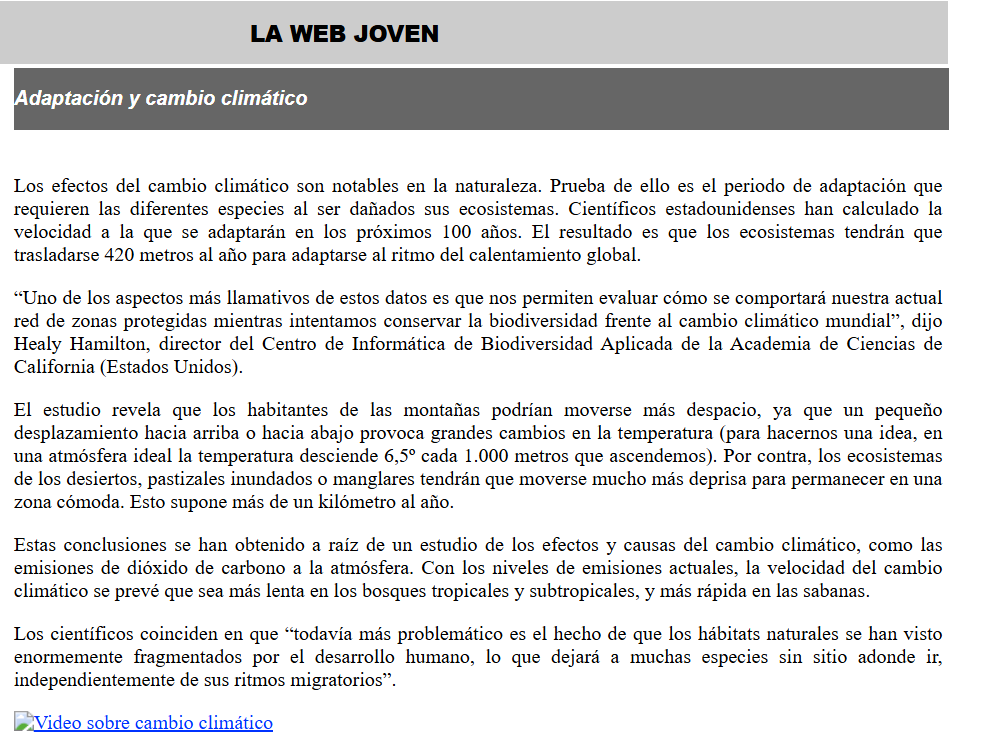 LA WEB JOVEN
Adaptación y cambio climático
Los efectos del cambio climático son notables en la naturaleza. Prueba de ello es el periodo de adaptación que
requieren las diferentes especies al ser dañados sus ecosistemas. Científicos estadounidenses han calculado la
velocidad a la que se adaptarán en los próximos 100 años. El resultado es que los ecosistemas tendrán que
trasladarse 420 metros al año para adaptarse al ritmo del calentamiento global.
“Uno de los aspectos más llamativos de estos datos es que nos permiten evaluar cómo se comportará nuestra actual
red de zonas protegidas mientras intentamos conservar la biodiversidad frente al cambio climático mundial”, dijo
Healy Hamilton, director del Centro de Informática de Biodiversidad Aplicada de la Academia de Ciencias de
California (Estados Unidos).
El estudio revela que los habitantes de las montañas podrían moverse más despacio, ya que un pequeño
desplazamiento hacia arriba o hacia abajo provoca grandes cambios en la temperatura (para hacernos una idea, en
una atmósfera ideal la temperatura desciende 6,5º cada 1.000 metros que ascendemos). Por contra, los ecosistemas
de los desiertos, pastizales inundados o manglares tendrán que moverse mucho más deprisa para permanecer en una
zona cómoda. Esto supone más de un kilómetro al año.
Estas conclusiones se han obtenido a raíz de un estudio de los efectos y causas del cambio climático, como las
emisiones de dióxido de carbono a la atmósfera. Con los niveles de emisiones actuales, la velocidad del cambio
climático se prevé que sea más lenta en los bosques tropicales y subtropicales, y más rápida en las sabanas.
Los científicos coinciden en que “todavía más problemático es el hecho de que los hábitats naturales se han visto
enormemente fragmentados por el desarrollo humano, lo que dejará a muchas especies sin sitio adonde ir,
independientemente de sus ritmos migratorios”.
Video sobre cambio climático